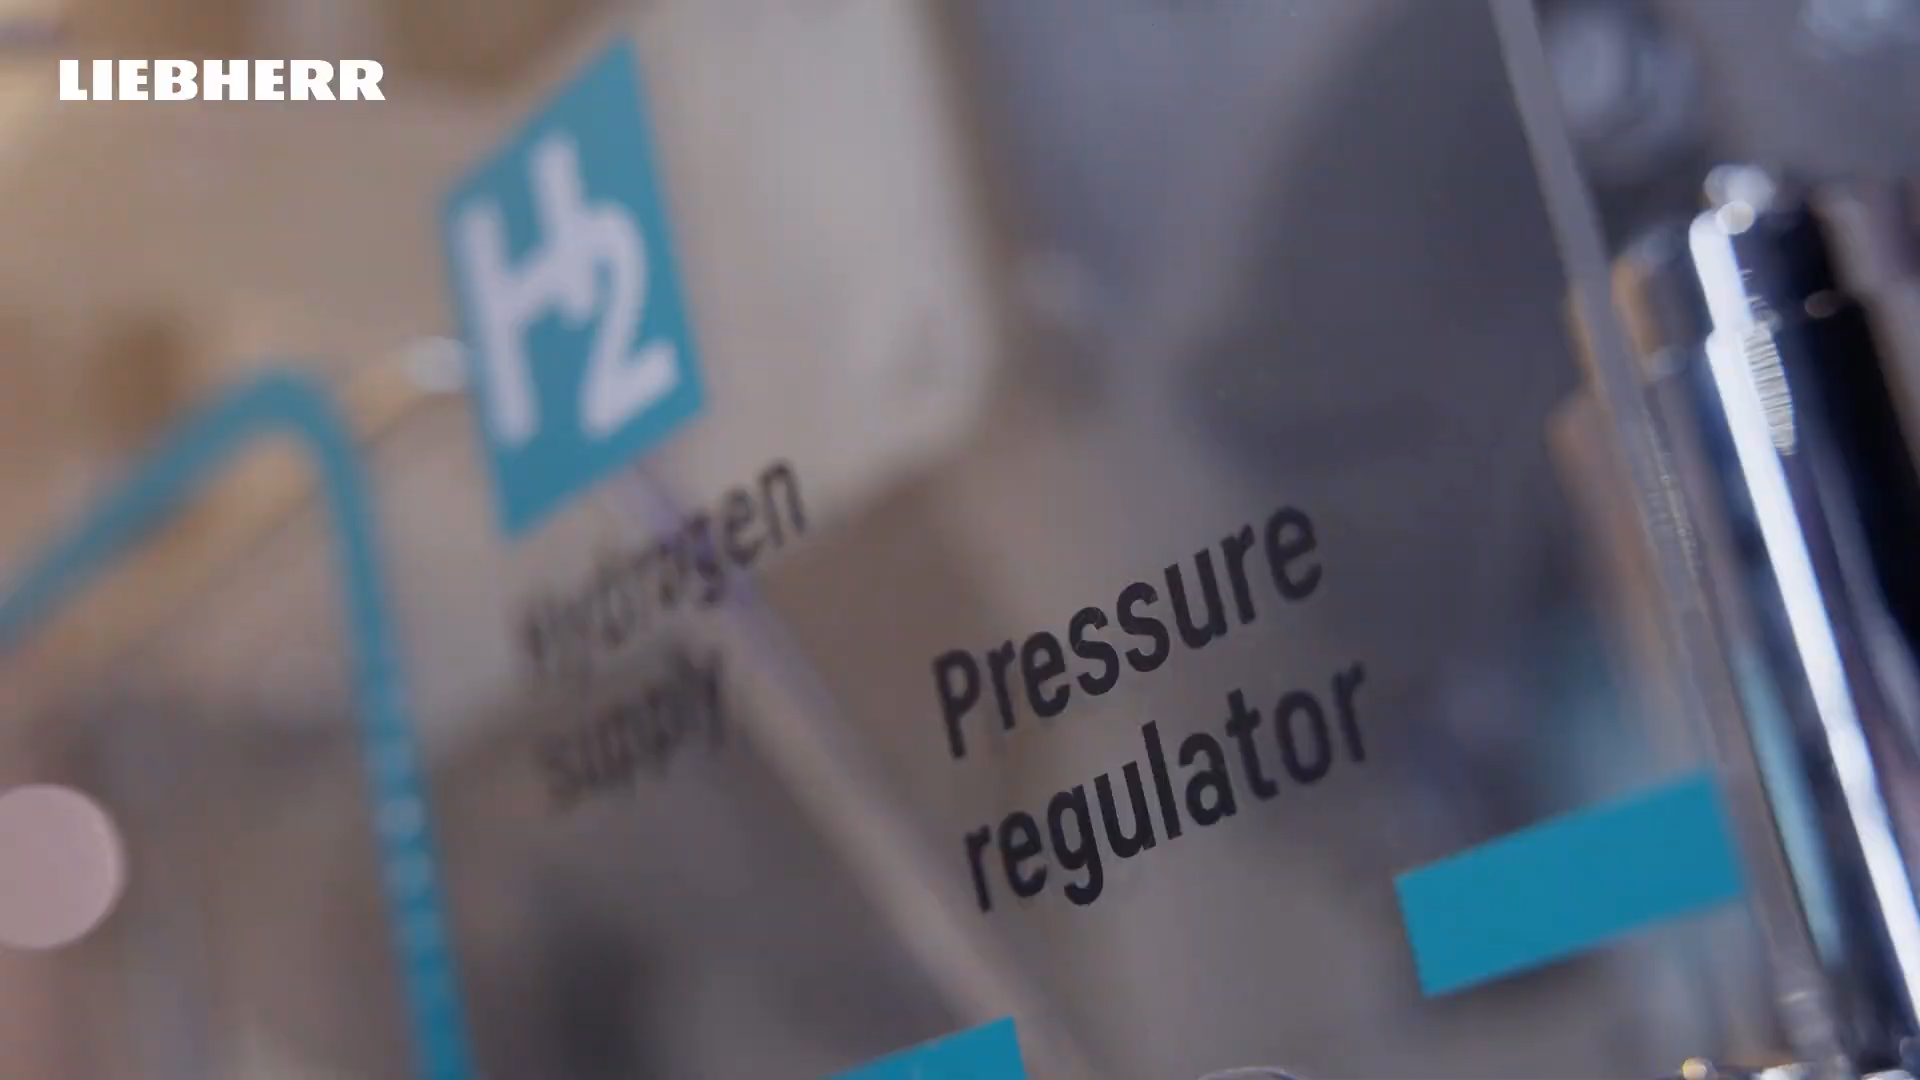 LIEBHERR
H2
Hydrogen
supply
Pressure
regulator